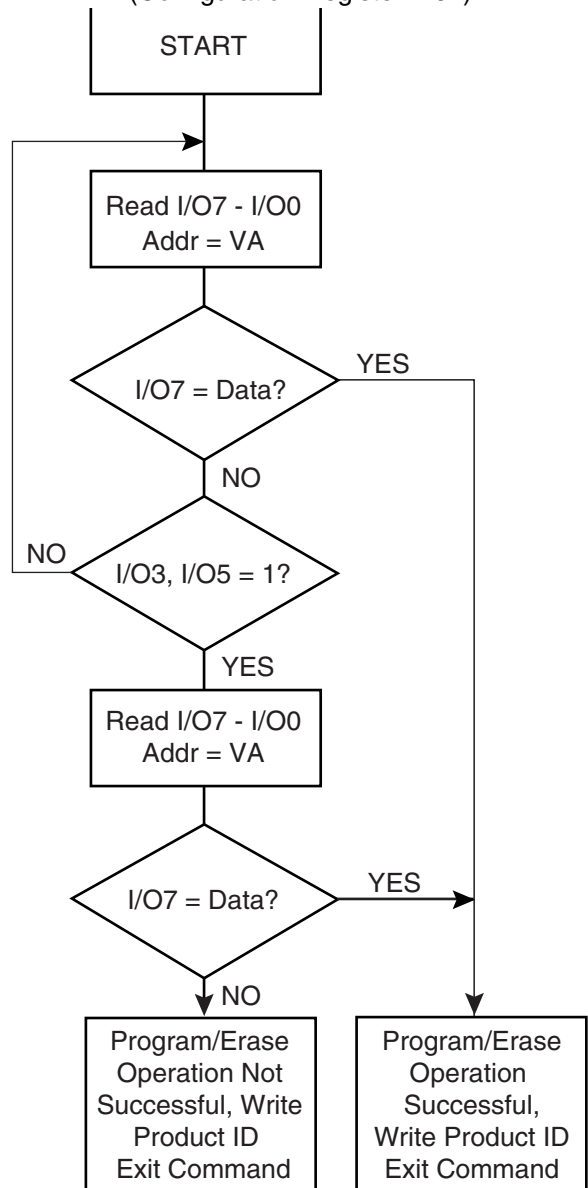 START
Read I/O7 - I/O0
Addr = VA
I/O7 = Data?
YES
NO
NO
I/O3, I/O5 = 1?
YES
Read I/O7 - I/O0
Addr = VA
I/O7 = Data?
YES
NO
Program/Erase
Operation Not
Successful, Write
Product ID
Exit Command
Program/Erase
Operation
Successful,
Write Product ID
Exit Command